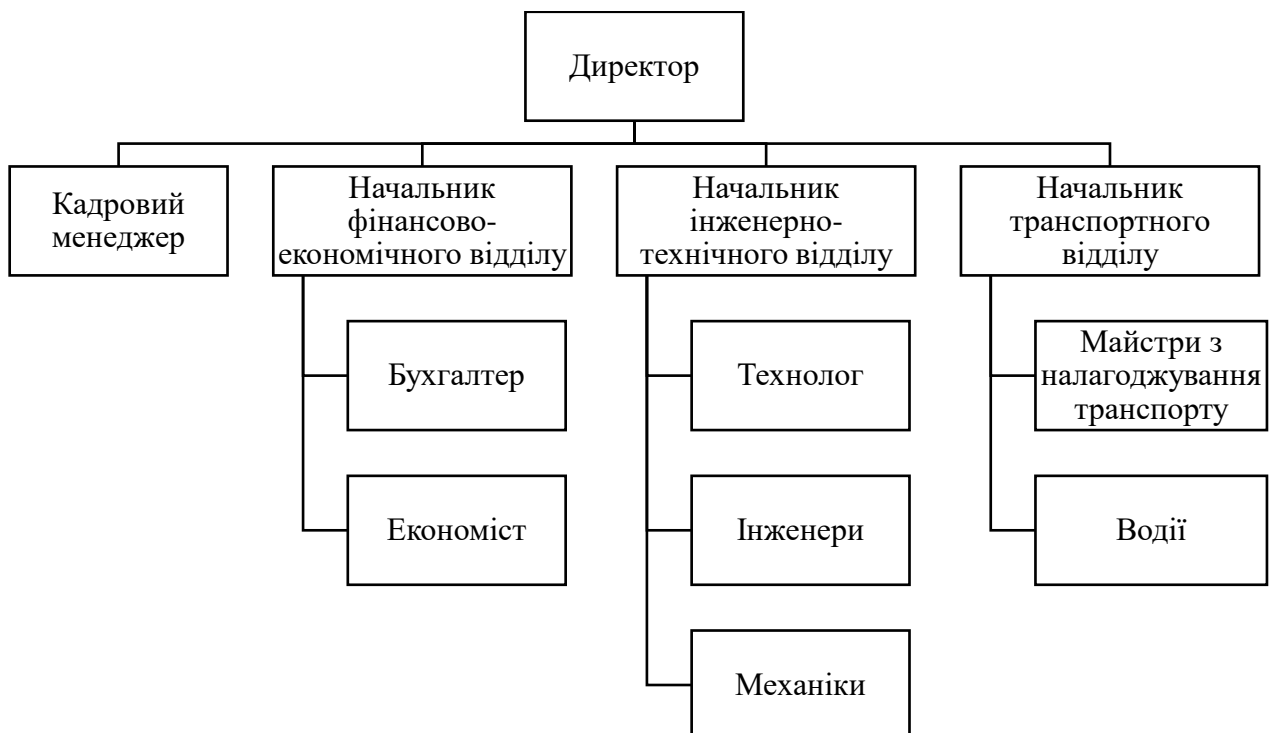 Директор
Кадровий
менеджер
Начальник
фінансово-
економічного відділу
Начальник
інженерно-
технічного відділу
Начальник
транспортного
відділу
Бухгалтер
Технолог
Майстри з
налагоджування
транспорту
Економіст
Інженери
Водії
Механіки